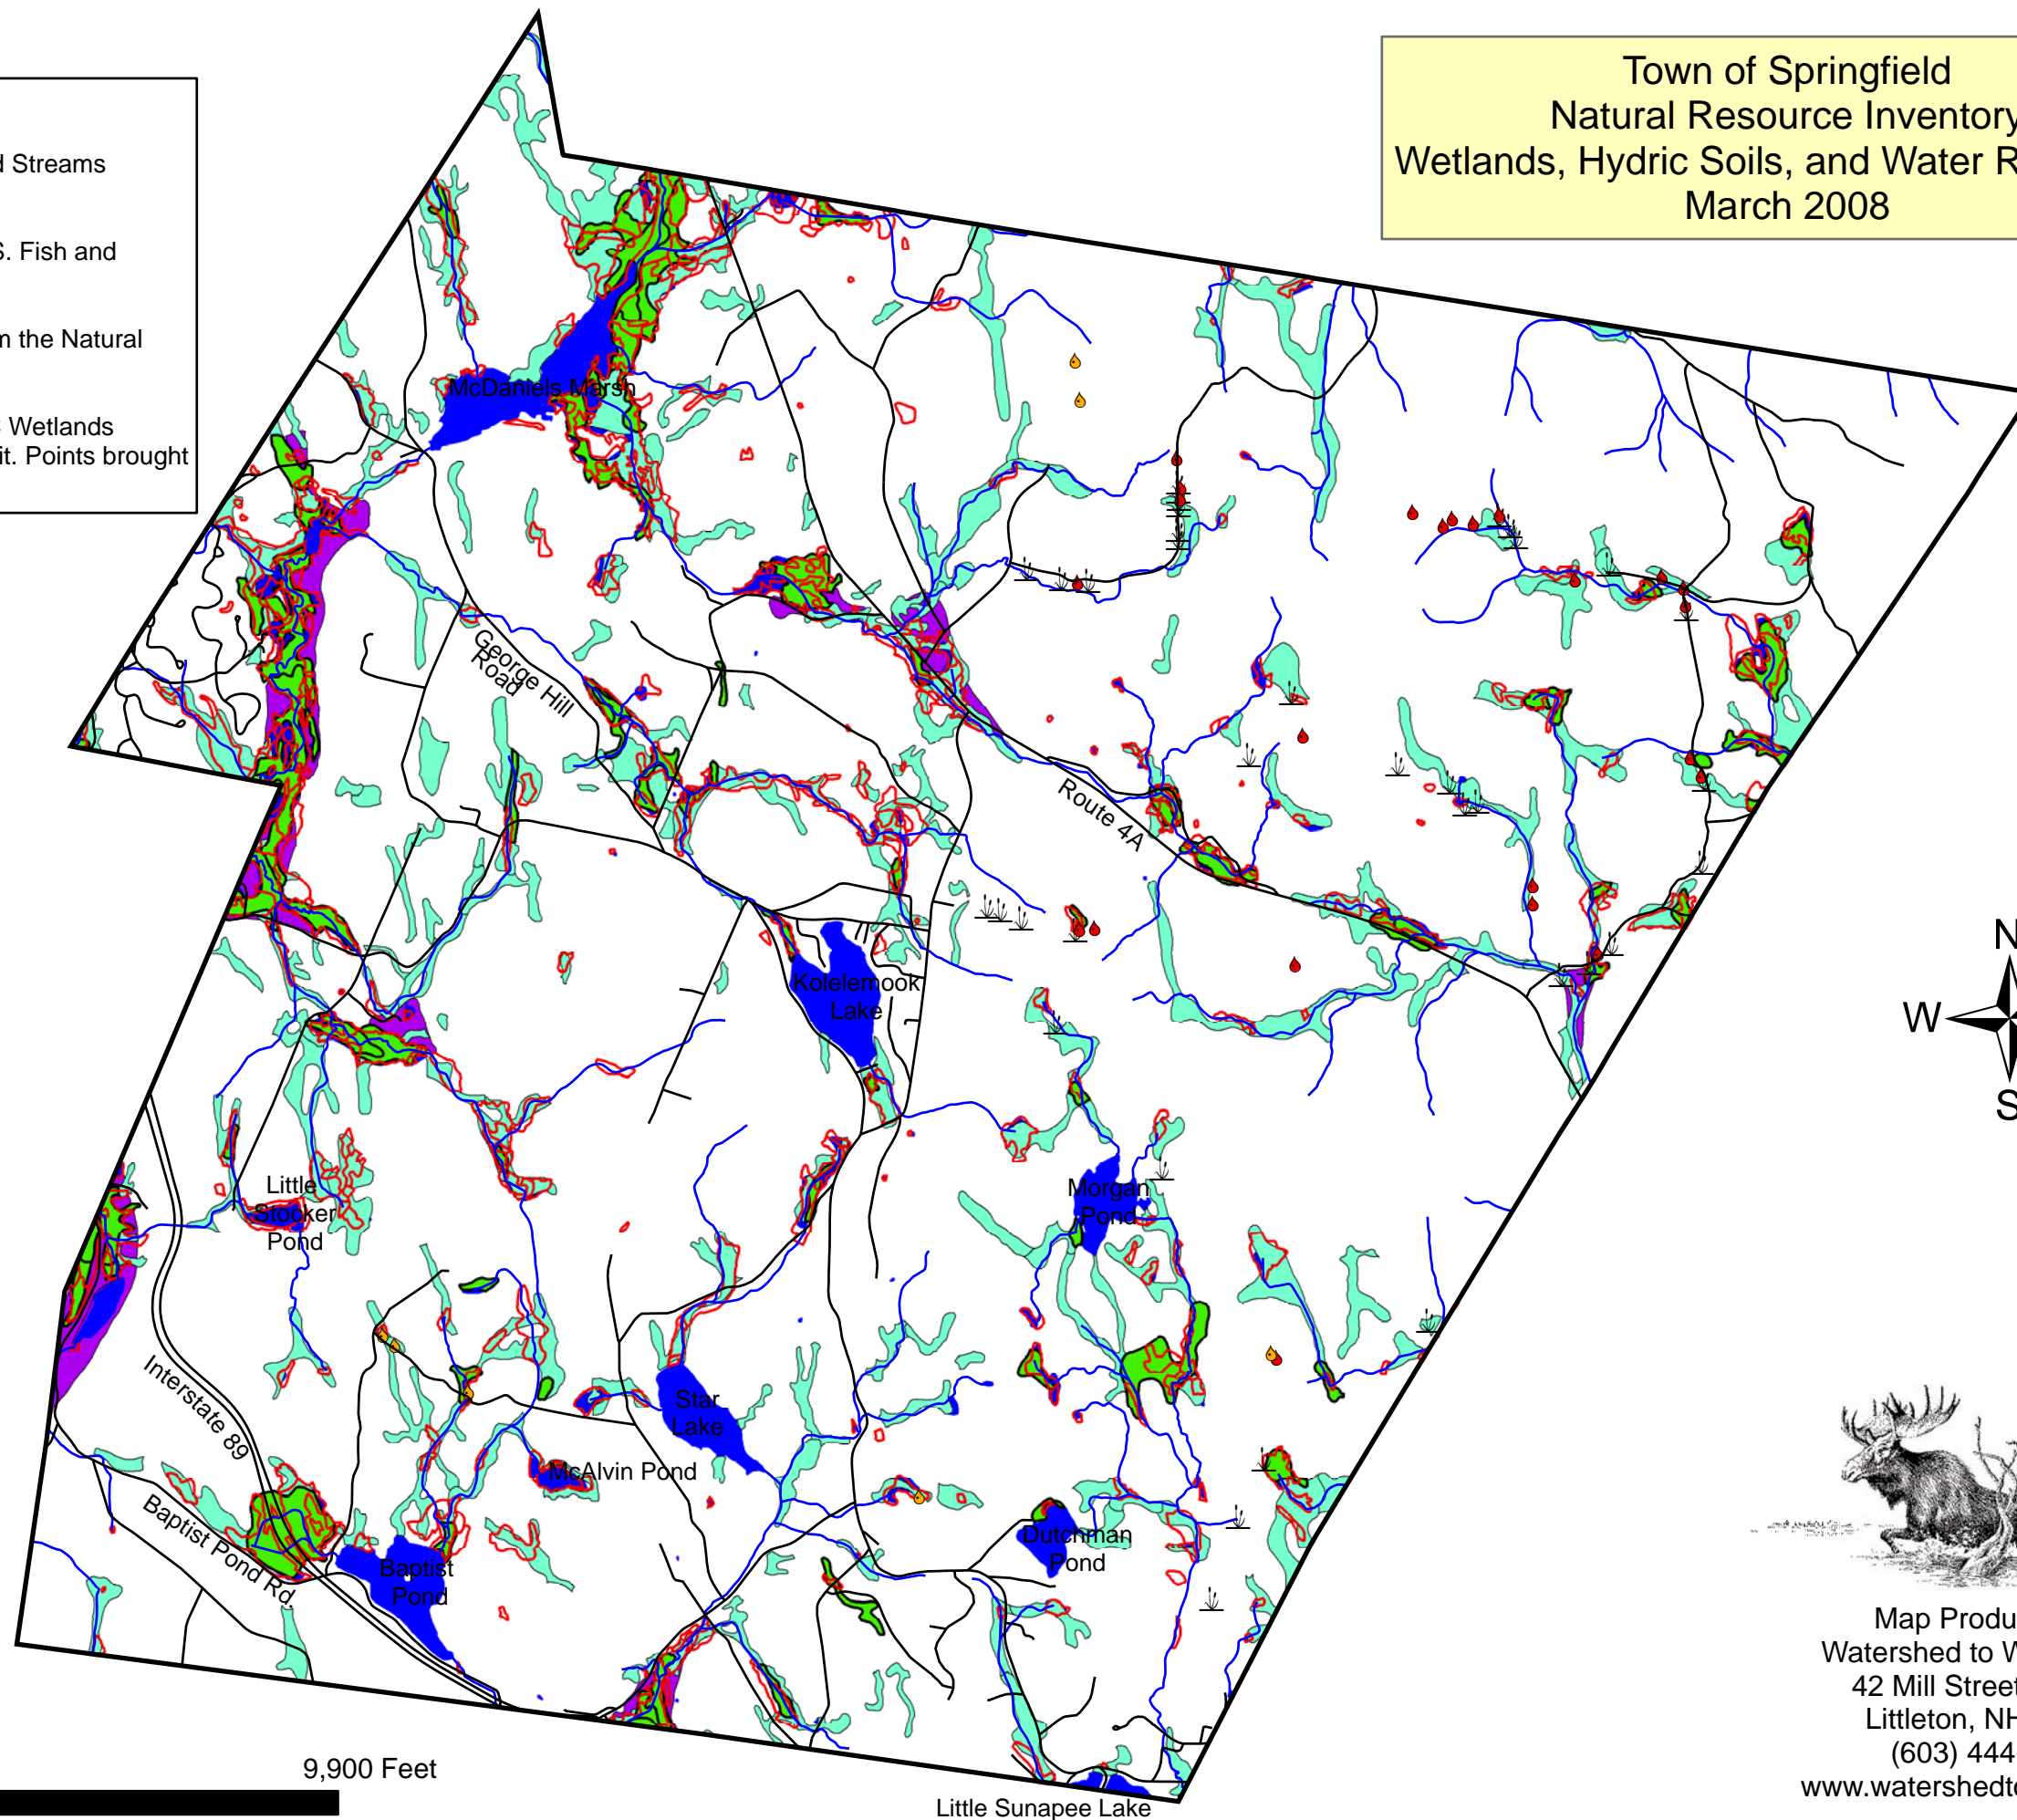 Town of Springfield
Natural Resource Inventory
Wetlands, Hydric Soils, and Water R
March 2008
d Streams
S. Fish and
m the Natural
C Wetlands
it. Points brought
McDaniels Marsh
George Hill
Road
Route 4A
Kolelemook
Lake
N
W
S
Little
Stocker
Pond
Morgan
Pond
Interstate 89
Star
Lake
McAlvin Pond
Baptist Pond Rd.
Baptist
Pond
Dutchman
Pond
Map Produ
Watershed to W
42 Mill Street
Littleton, NH
(603) 444
www.watershedto
9,900 Feet
Little Sunapee Lake